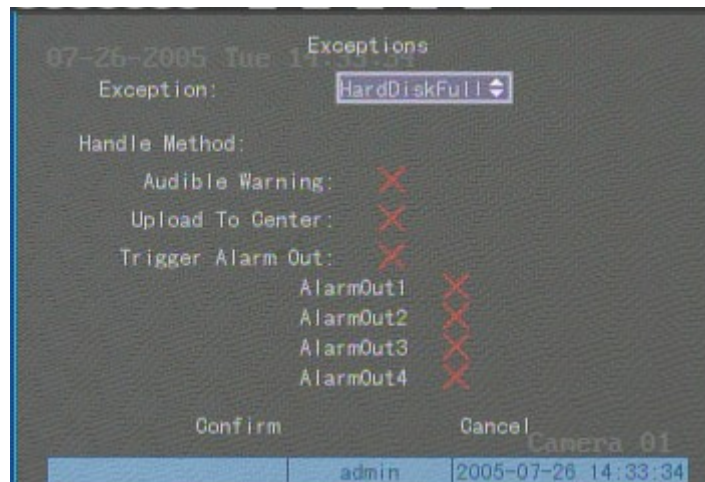 Exceptions
07-26-2005 Tue 14:33:34
Exception: HardDiskFull
Handle Method:
Audible Warning:
Upload To Center:
Trigger Alarm Out:
AlarmOut1
AlarmOut2
AlarmOut3
AlarmOut4
Confirm Cancel
Camera 01
admin 2005-07-26 14:33:34